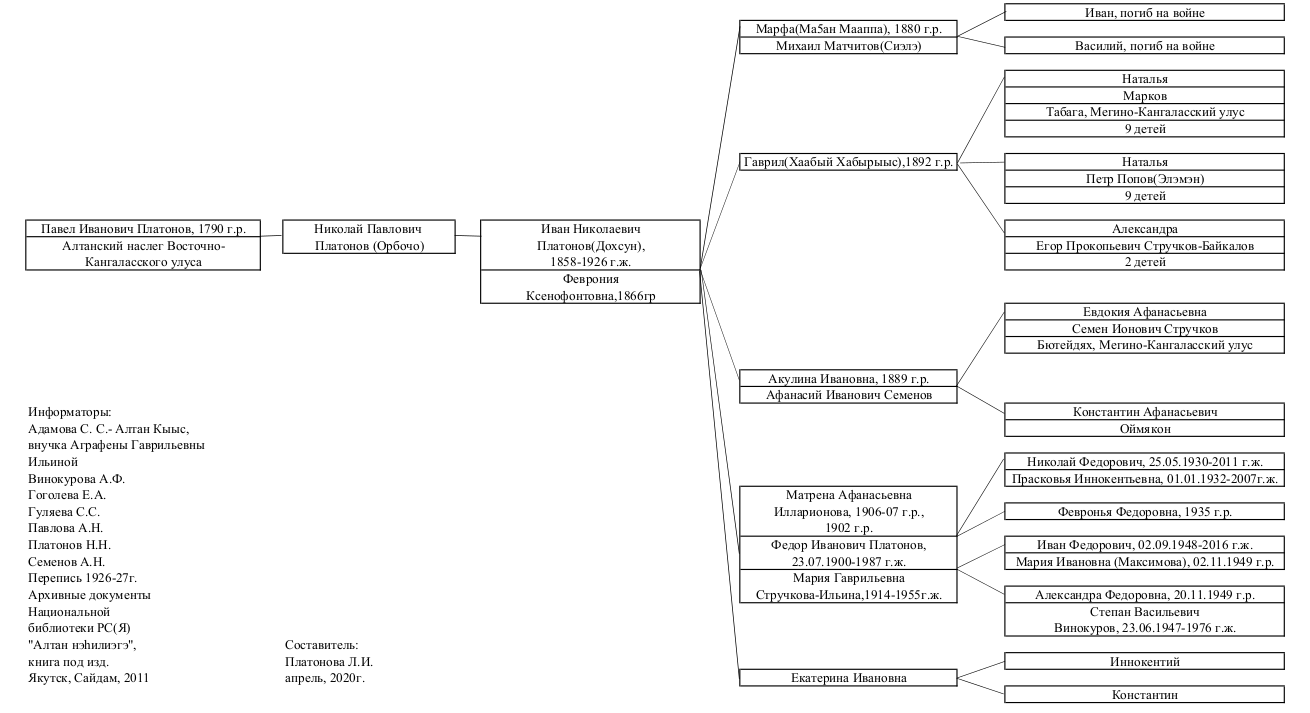 Павел Иванович Платонов, 1790 г.р.
Алтанский наслег Восточно-
Кангаласского улуса
Николай Павлович
Платонов (Орбочо)
Иван Николаевич
Платонов(Дохсун),
1858-1926 г.ж.
Феврония
Ксенофонтовна,1866гр
Марфа(Ма5ан Мааппа), 1880 г.р.
Михаил Матчитов(Сиэлэ)
Иван, погиб на войне
Василий, погиб на войне
Гаврил(Хаабый Хабырыыс),1892 г.р.
Наталья
Марков
Табага, Мегино-Кангаласский улус
9 детей
Наталья
Петр Попов(Элэмэн)
9 детей
Александра
Егор Прокопьевич Стручков-Байкалов
2 детей
Акулина Ивановна, 1889 г.р.
Афанасий Иванович Семенов
Евдокия Афанасьевна
Семен Ионович Стручков
Бютейдях, Мегино-Кангаласский улус
Константин Афанасьевич
Оймякон
Матрена Афанасьевна
Илларионова, 1906-07 г.р.,
1902 г.р.
Федор Иванович Платонов,
23.07.1900-1987 г.ж.
Мария Гаврильевна
Стручкова-Ильина,1914-1955г.ж.
Николай Федорович, 25.05.1930-2011 г.ж.
Прасковья Иннокентьевна, 01.01.1932-2007г.ж.
Февронья Федоровна, 1935 г.р.
Иван Федорович, 02.09.1948-2016 г.ж.
Мария Ивановна (Максимова), 02.11.1949 г.р.
Александра Федоровна, 20.11.1949 г.р.
Степан Васильевич
Винокуров, 23.06.1947-1976 г.ж.
Екатерина Ивановна
Иннокентий
Константин
Информаторы:
Адамова С. С.- Алтан Кыыс,
внучка Аграфены Гаврильевны
Ильиной
Винокурова А.Ф.
Гоголева Е.А.
Гуляева С.С.
Павлова А.Н.
Платонов Н.Н.
Семенов А.Н.
Перепись 1926-27г.
Архивные документы
Национальной
библиотеки РС(Я)
"Алтан нэһилиэгэ",
книга под изд.
Якутск, Сайдам, 2011
Составитель:
Платонова Л.И.
апрель, 2020г.